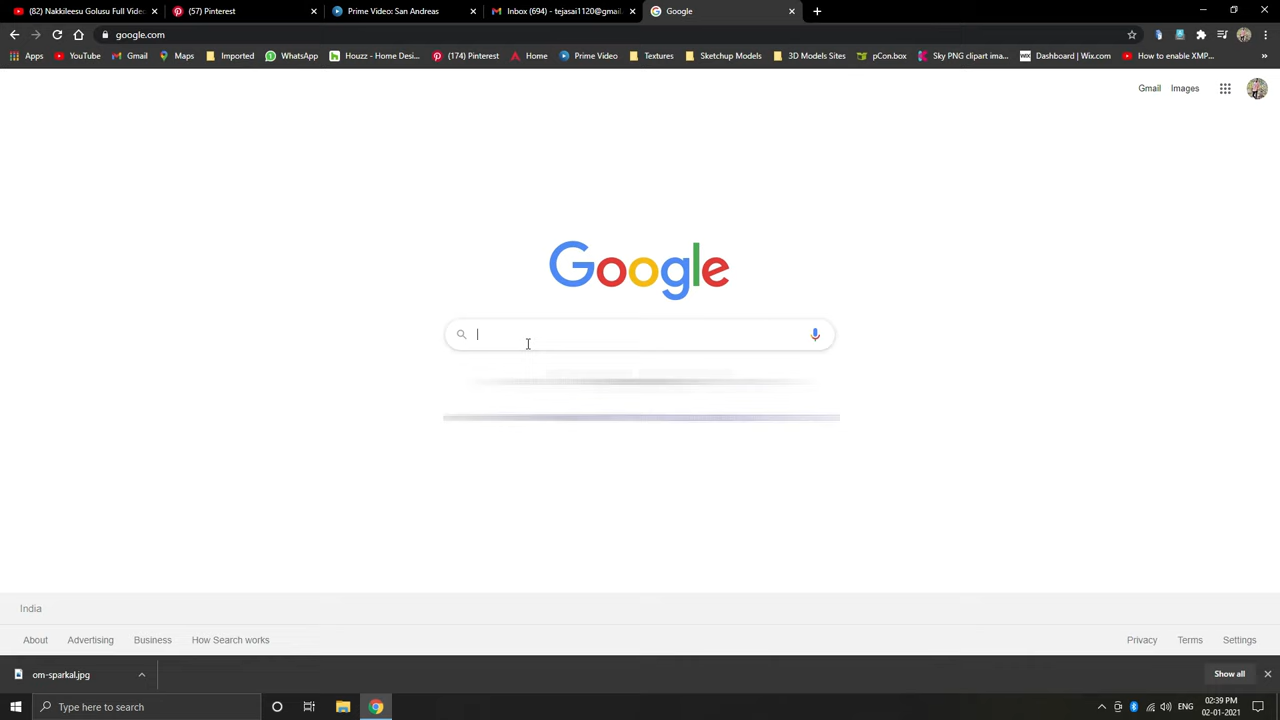 (82) Nakkileesu Golusu Full Vide
(57) Pinterest
Prime Video: San Andreas
Inbox (694) - tejasai1120@gmail.
Google
google.com
Apps
YouTube
Gmail
Maps
Imported
WhatsApp
Houzz - Home Desi...
(174) Pinterest
Home
Prime Video
Textures
Sketchup Models
3D Models Sites
pCon.box
Sky PNG clipart ima...
Dashboard | Wix.com
How to enable XMP...
Gmail
Images
Google
India
About
Advertising
Business
How Search works
Privacy
Terms
Settings
om-sparkal.jpg
Show all
Type here to search
ENG
02:39 PM
02-01-2021